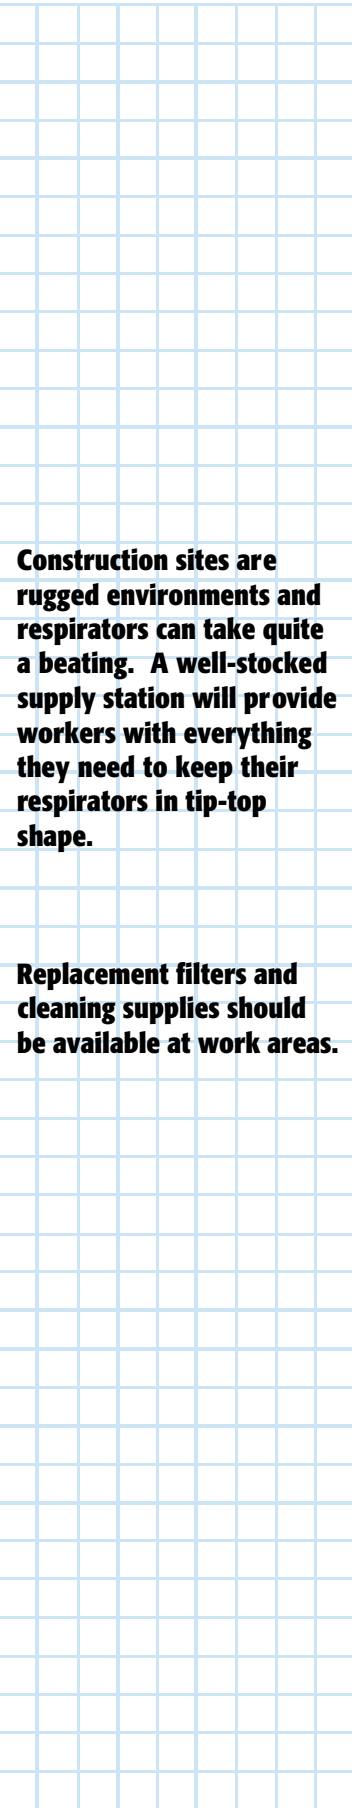 Construction sites are
rugged environments and
respirators can take quite
a beating.  A well-stocked
supply station will provide
workers with everything
they need to keep their
respirators in tip-top
shape.
Replacement filters and
cleaning supplies should
be available at work areas.